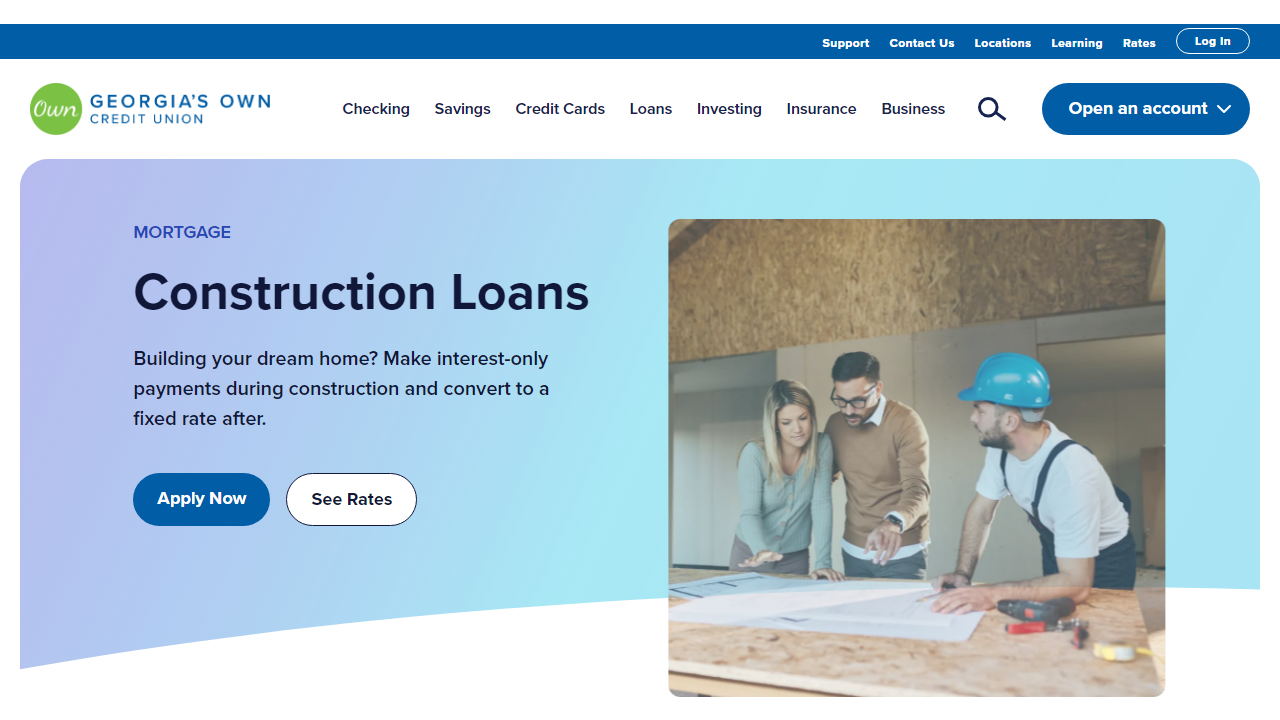 Support Contact Us Locations Learning Rates Log In
Own GEORGIA'S OWN
CREDIT UNION
Checking Savings Credit Cards Loans Investing Insurance Business Open an account
MORTGAGE
Construction Loans
Building your dream home? Make interest-only
payments during construction and convert to a
fixed rate after.
Apply Now See Rates